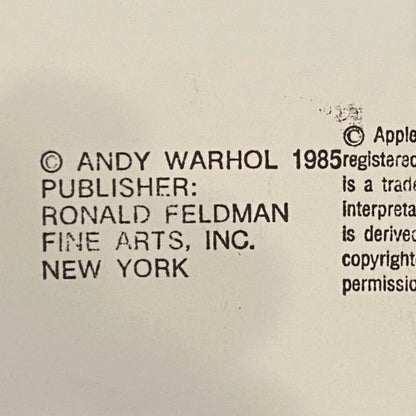 © ANDY WARHOL 1985
PUBLISHER:
RONALD FELDMAN
FINE ARTS, INC.
NEW YORK
© Apple
registered
is a trade
interpreta
is derived
copyright
permissio